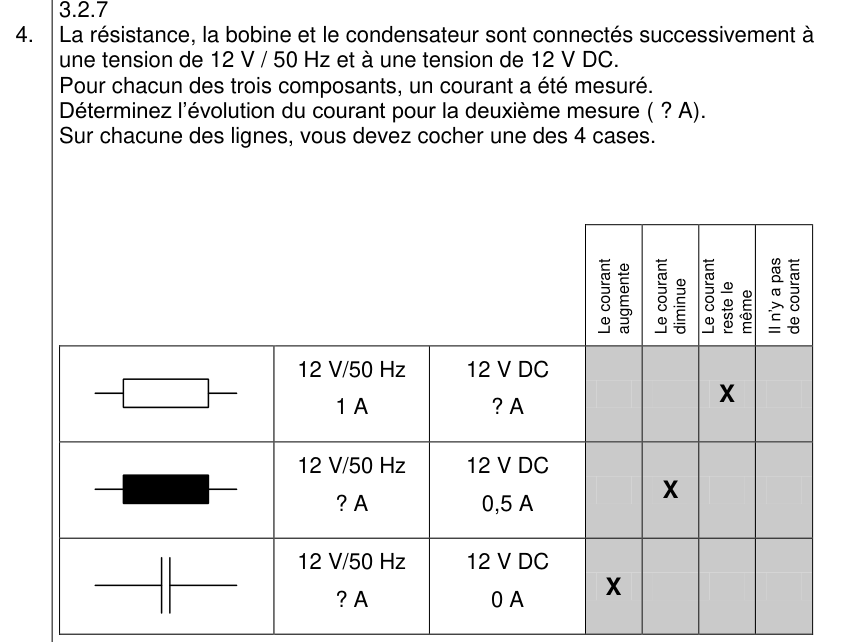 3.2.7
4. La résistance, la bobine et le condensateur sont connectés successivement à
une tension de 12 V / 50 Hz et à une tension de 12 V DC.
Pour chacun des trois composants, un courant a été mesuré.
Déterminez l'évolution du courant pour la deuxième mesure ( ? A).
Sur chacune des lignes, vous devez cocher une des 4 cases.
Le courant
augmente
Le courant
diminue
Le courant
reste le
même
Il n'y a pas
de courant
12 V/50 Hz 12 V DC
1 A ? A X
12 V/50 Hz 12 V DC
? A 0,5 A X
12 V/50 Hz 12 V DC
? A 0 A X